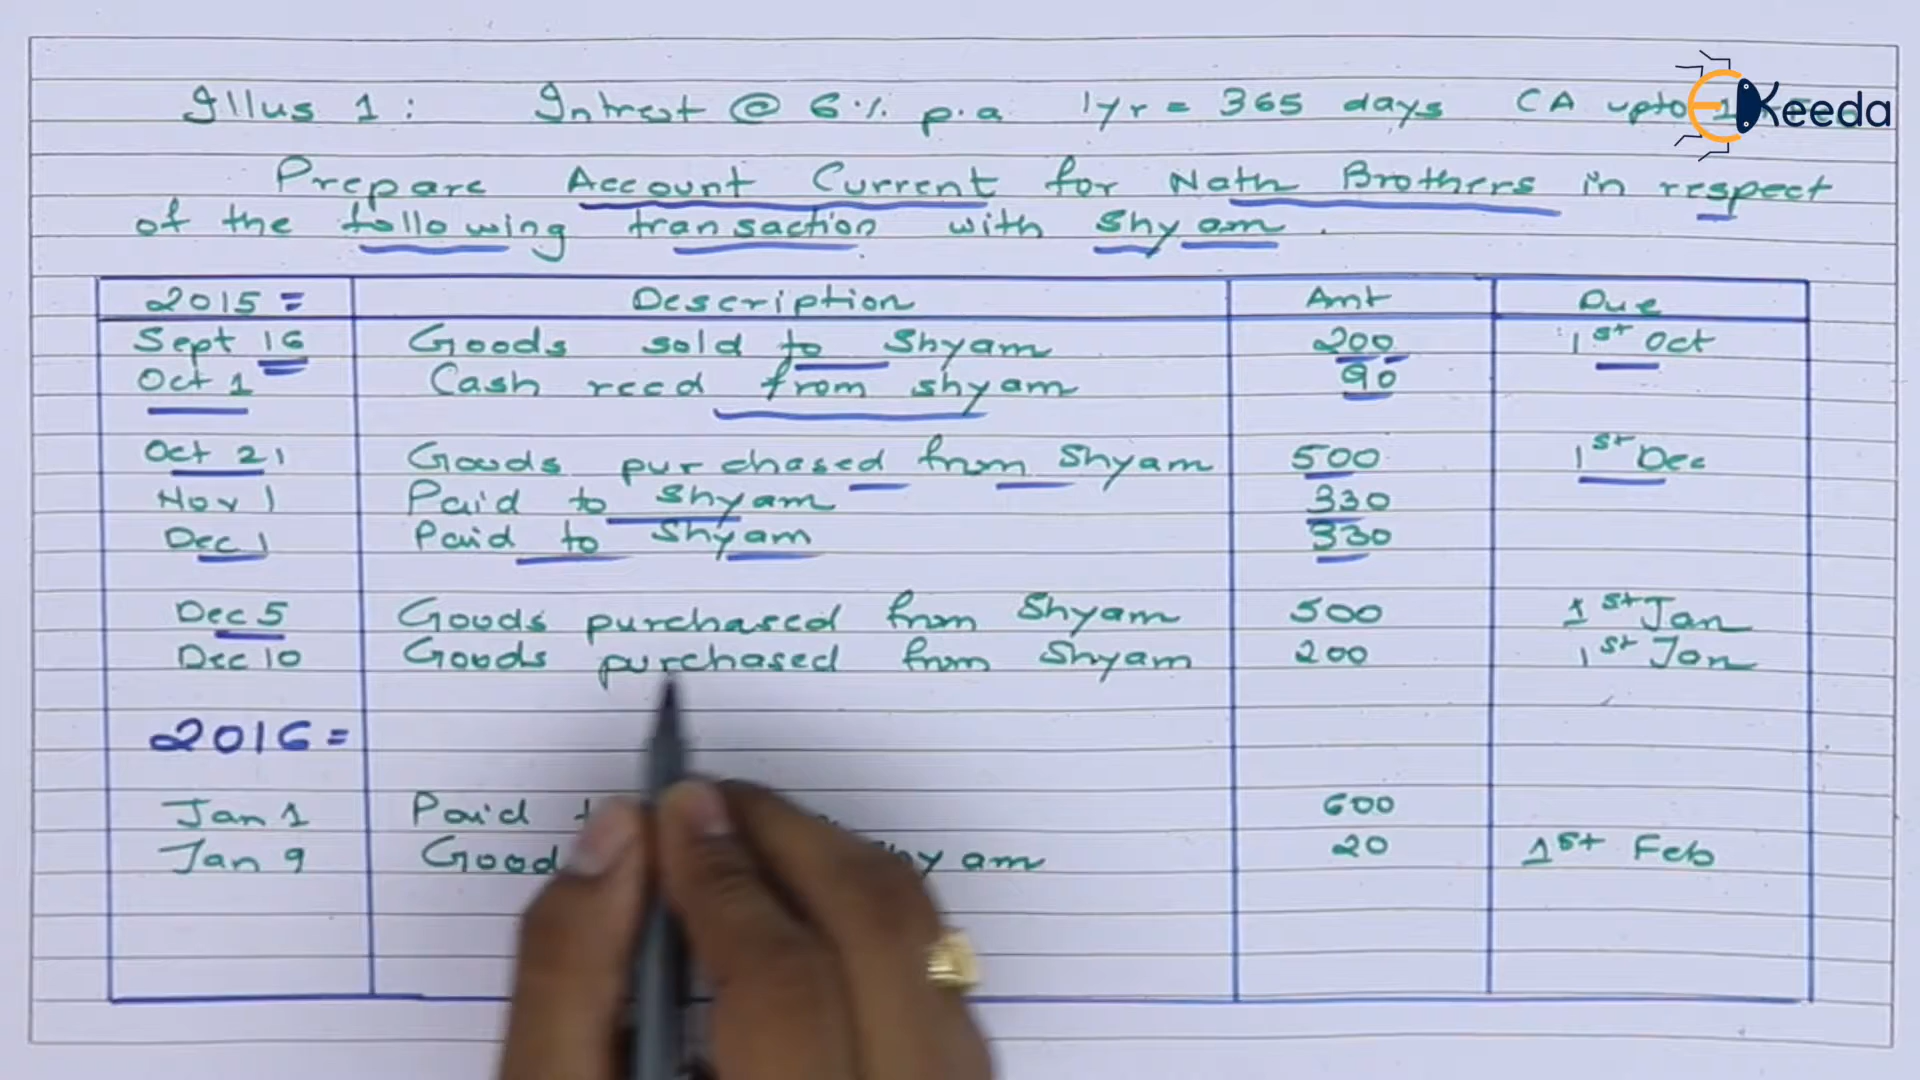 Illus 1 : Intrest @ 6% p.a 1yr = 365 days CA upto 1
Keeda
Prepare Account Current for Nath Brothers in respect
of the following transaction with Shyam .
2015 = Description Amt Due
Sept 16 Goods sold to Shyam 200 1st Oct
Oct 1 Cash recd from shyam 90
Oct 21 Goods purchased from Shyam 500 1st Dec
Nov 1 Paid to Shyam 330
Dec 1 Paid to Shyam 330
Dec 5 Goods purchased from Shyam 500 1st Jan
Dec 10 Goods purchased from Shyam 200 1st Jan
2016 =
Jan 1 Paid 600
Jan 9 Good 20 1st Feb